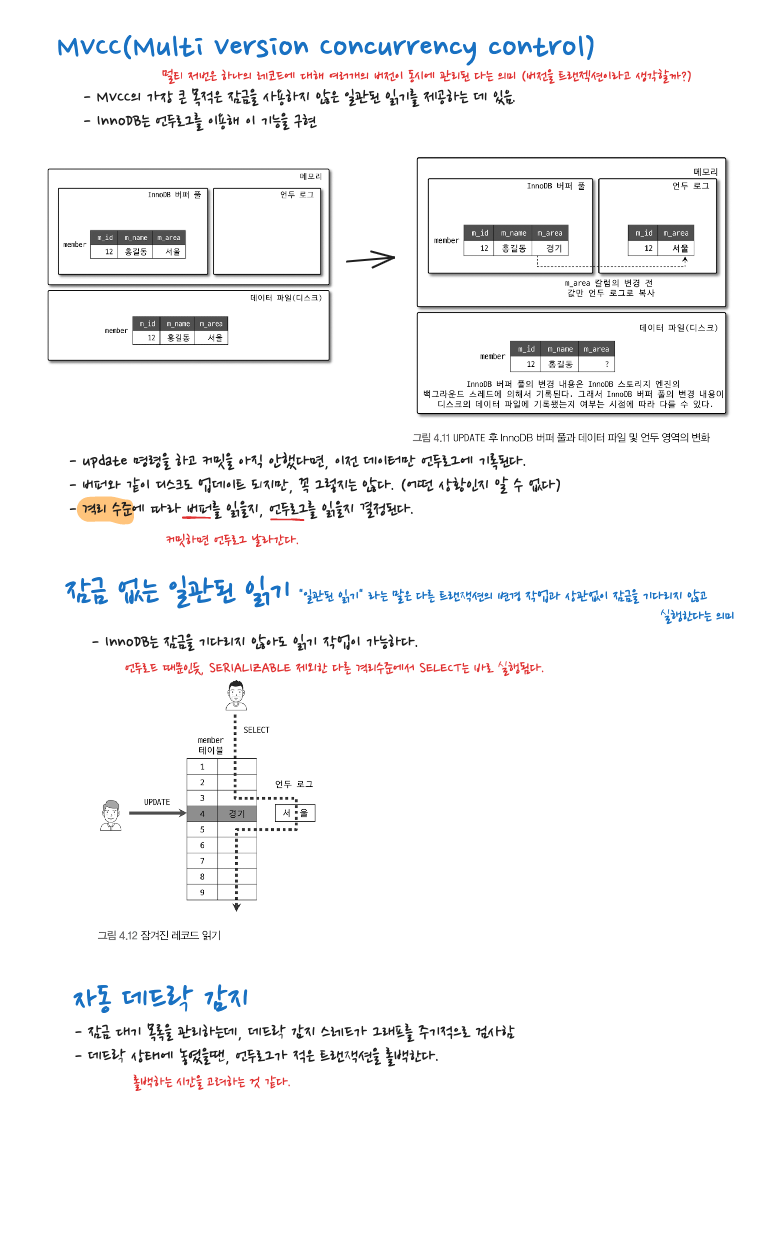 MVCC(Multi version concurrency control)
멀티 저번은 하나의 레코드에 대해 여러개의 버전이 동시에 관리된 다는 의미 (버전을 트랜젝션이라고 생각할까?)
- MVCC의 가장 큰 목적은 잠금을 사용하지 않은 일관된 읽기를 제공하는 데 있음.
- InnoDB는 언두로그를 이용해 이 기능을 구현
메모리
InnoDB 버퍼 풀
언두 로그
member
m_id m_name m_area
12 홍길동 서울
데이터 파일(디스크)
member
m_id m_name m_area
12 홍길동 서울
메모리
InnoDB 버퍼 풀
언두 로그
member
m_id m_name m_area
12 홍길동 경기
m_id m_area
12 서울
m_area 칼럼의 변경 전
값만 언두 로그로 복사
데이터 파일(디스크)
member
m_id m_name m_area
12 홍길동 ?
InnoDB 버퍼 풀의 변경 내용은 InnoDB 스토리지 엔진의
백그라운드 스레드에 의해서 기록된다. 그래서 InnoDB 버퍼 풀의 변경 내용이
디스크의 데이터 파일에 기록됐는지 여부는 시점에 따라 다를 수 있다.
그림 4.11 UPDATE 후 InnoDB 버퍼 풀과 데이터 파일 및 언두 영역의 변화
- update 명령을 하고 커밋을 아직 안했다면, 이전 데이터만 언두로그에 기록된다.
- 버퍼와 같이 디스크도 업데이트 되지만, 꼭 그렇지는 않다. (어떤 상황인지 알 수 없다)
- 격리 수준에 따라 버퍼를 읽을지, 언두로그를 읽을지 결정된다.
커밋하면 언두로그 날라간다.
잠금 없는 일관된 읽기
"일관된 읽기" 라는 말은 다른 트랜잭션의 변경 작업과 상관없이 잠금을 기다리지 않고
실행한다는 의미
- InnoDB는 잠금을 기다리지 않아도 읽기 작업이 가능하다.
언두로드 때문인듯, SERIALIZABLE 제외한 다른 격리수준에서 SELECT는 바로 실행됨다.
SELECT
member
테이블
1
2
3
언두 로그
UPDATE
4 경기
서울
5
6
7
8
9
그림 4.12 잠겨진 레코드 읽기
자동 데드락 감지
- 잠금 대기 목록을 관리하는데, 데드락 감지 스레드가 그래프를 주기적으로 검사함
- 데드락 상태에 놓였을땐, 언두로그가 적은 트랜잭션을 롤백한다.
롤백하는 시간을 고려하는 것 같다.